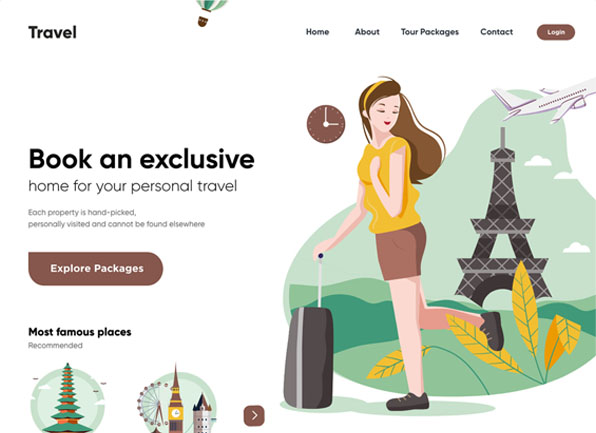 Travel
Home About Tour Packages Contact Login
Book an exclusive
home for your personal travel
Each property is hand-picked,
personally visited and cannot be found elsewhere
Explore Packages
Most famous places
Recommended